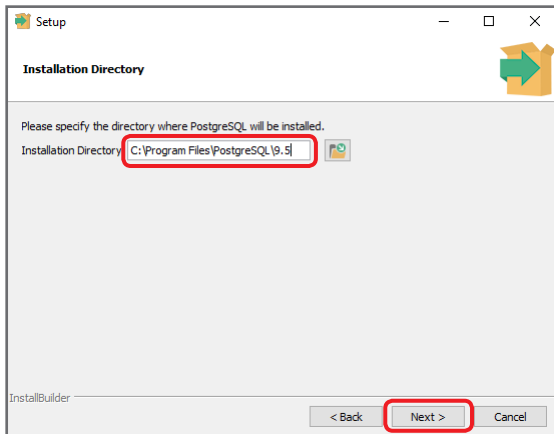 Setup
Installation Directory
Please specify the directory where PostgreSQL will be installed.
Installation Directory C:\Program Files\PostgreSQL\9.5
InstallBuilder
< Back Next > Cancel